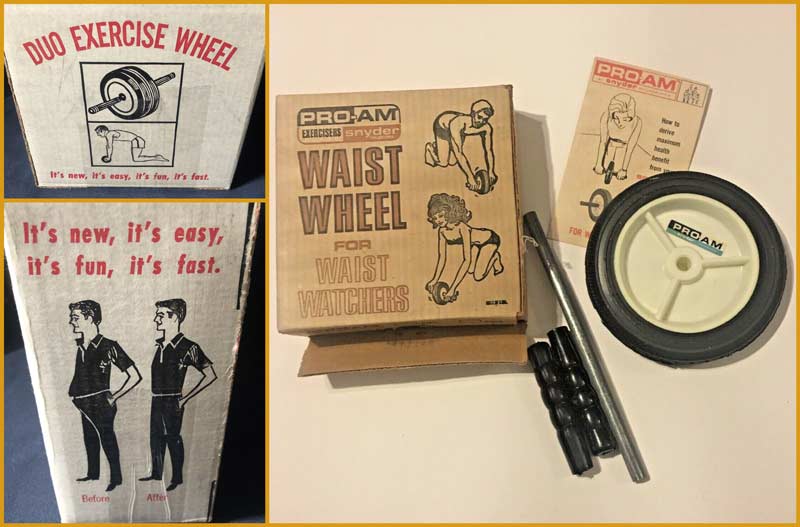 DUO EXERCISE WHEEL
It's new, it's easy, it's fun, it's fast.
It's new, it's easy,
it's fun, it's fast.
Before
After
PRO-AM
EXERCISERS snyder
WAIST
WHEEL
FOR
WAIST
WATCHERS
PRO-AM
snyder
How to
derive
maximum
health
benefit
FOR W
PRO-AM